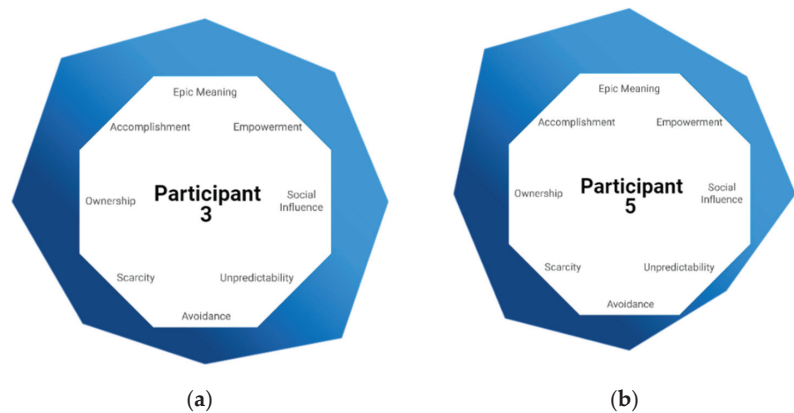 Epic Meaning
Accomplishment
Empowerment
Ownership
Participant
3
Social
Influence
Scarcity
Unpredictability
Avoidance
(a)
Epic Meaning
Accomplishment
Empowerment
Ownership
Participant
5
Social
Influence
Scarcity
Unpredictability
Avoidance
(b)